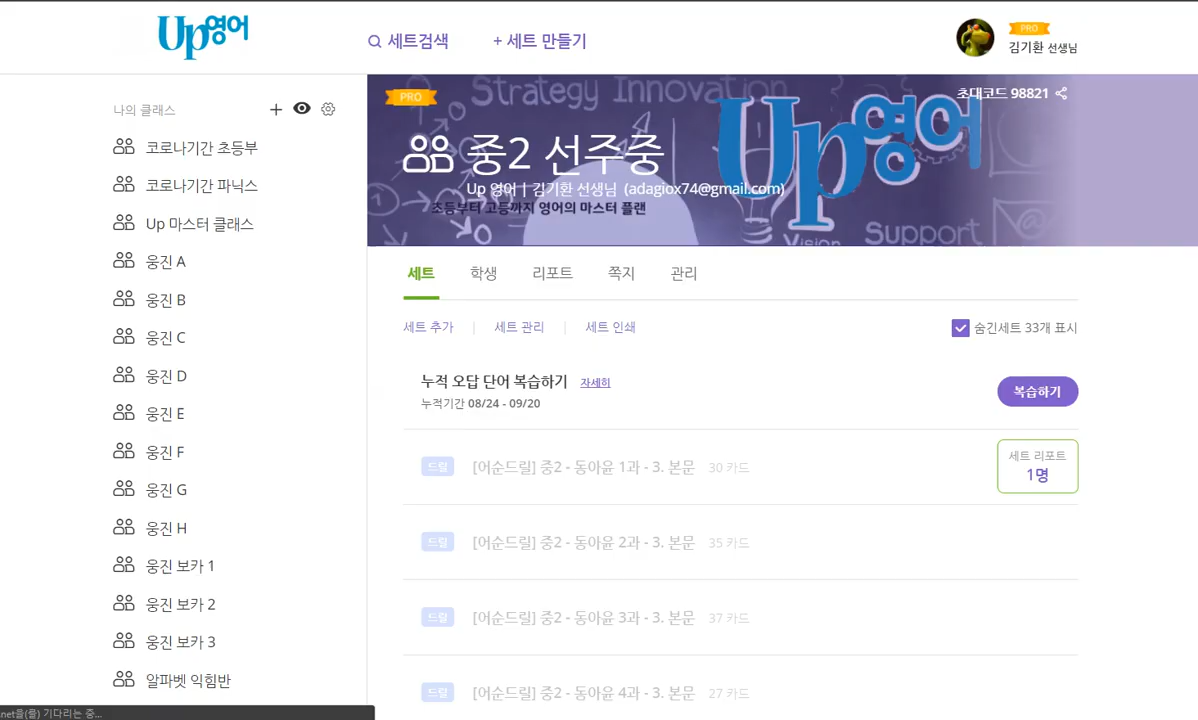 Up영어
세트검색
+ 세트 만들기
PRO
김기환 선생님
나의 클래스
코로나기간 초등부
코로나기간 파닉스
Up 마스터 클래스
웅진 A
웅진 B
웅진 C
웅진 D
웅진 E
웅진 F
웅진 G
웅진 H
웅진 보카 1
웅진 보카 2
웅진 보카 3
알파벳 익힘반
.net을(를) 기다리는 중...
PRO
Strategy Innovation
초대코드 98821
중2 선주중
Up영어
Up 영어 | 김기환 선생님 (adagiox74@gmail.com)
초등부터 고등까지 영어의 마스터 플랜
Vision
Support
세트
학생
리포트
쪽지
관리
세트 추가
세트 관리
세트 인쇄
숨긴세트 33개 표시
누적 오답 단어 복습하기 자세히
누적기간 08/24 - 09/20
복습하기
드릴 [어순드릴] 중2 - 동아윤 1과 - 3. 본문 30 카드
세트 리포트
1명
드릴 [어순드릴] 중2 - 동아윤 2과 - 3. 본문 35 카드
드릴 [어순드릴] 중2 - 동아윤 3과 - 3. 본문 37 카드
드릴 [어순드릴] 중2 - 동아윤 4과 - 3. 본문 27 카드